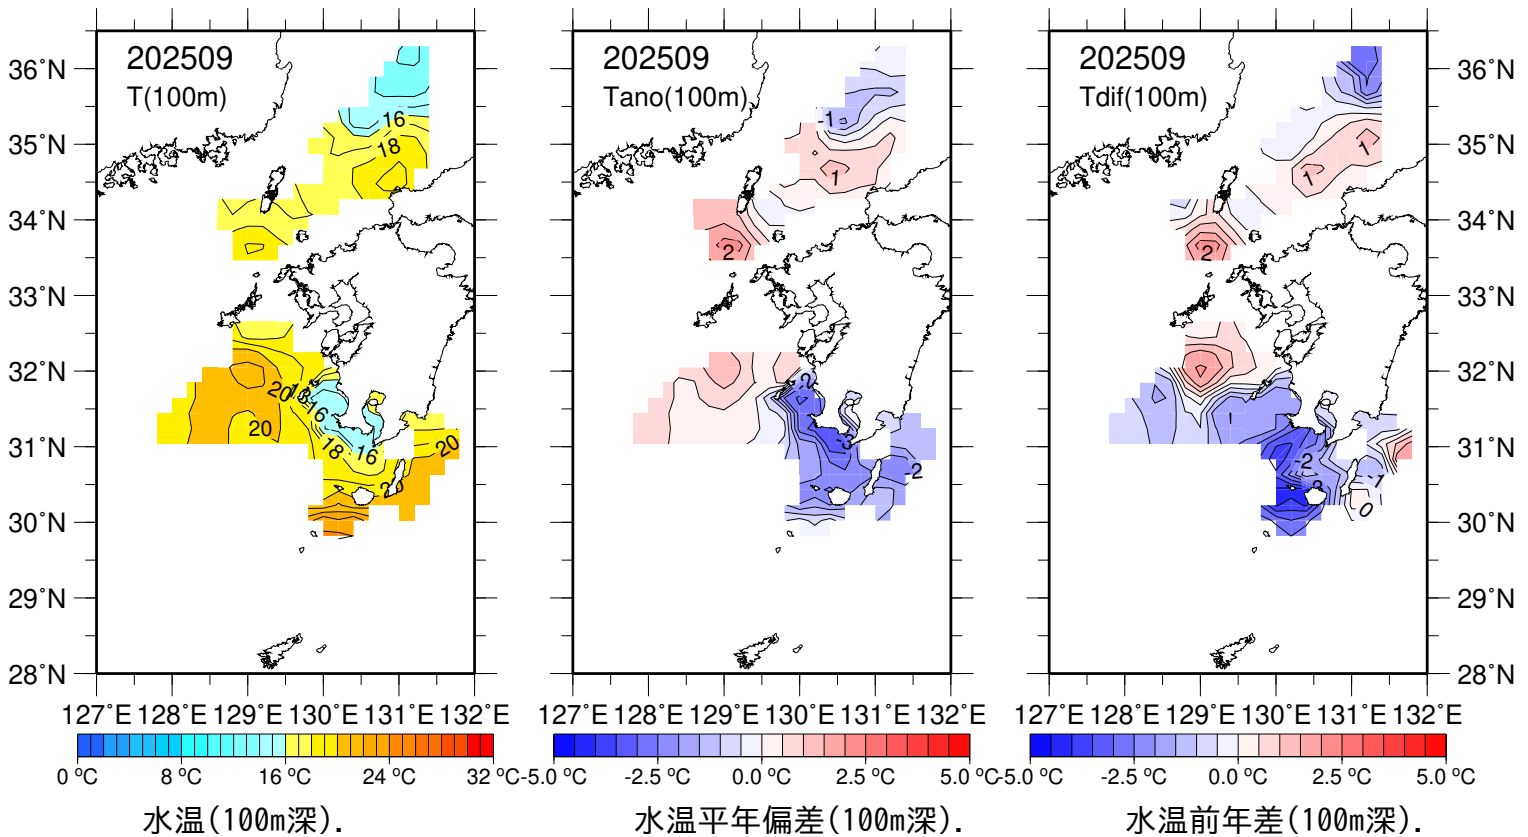 202509
T(100m)
202509
Tano(100m)
202509
Tdif(100m)
36°N
35°N
34°N
33°N
32°N
31°N
30°N
29°N
28°N
36°N
35°N
34°N
33°N
32°N
31°N
30°N
29°N
28°N
16
18
20
18
16
20
18
16
20
20
-1
1
2
-2
-3
-2
1
1
2
-2
-1
0
127°E 128°E 129°E 130°E 131°E 132°E
127°E 128°E 129°E 130°E 131°E 132°E
127°E 128°E 129°E 130°E 131°E 132°E
0 °C 8 °C 16 °C 24 °C 32 °C
-5.0 °C -2.5 °C 0.0 °C 2.5 °C 5.0 °C
-5.0 °C -2.5 °C 0.0 °C 2.5 °C 5.0 °C
水温(100m深).
水温平年偏差(100m深).
水温前年差(100m深).